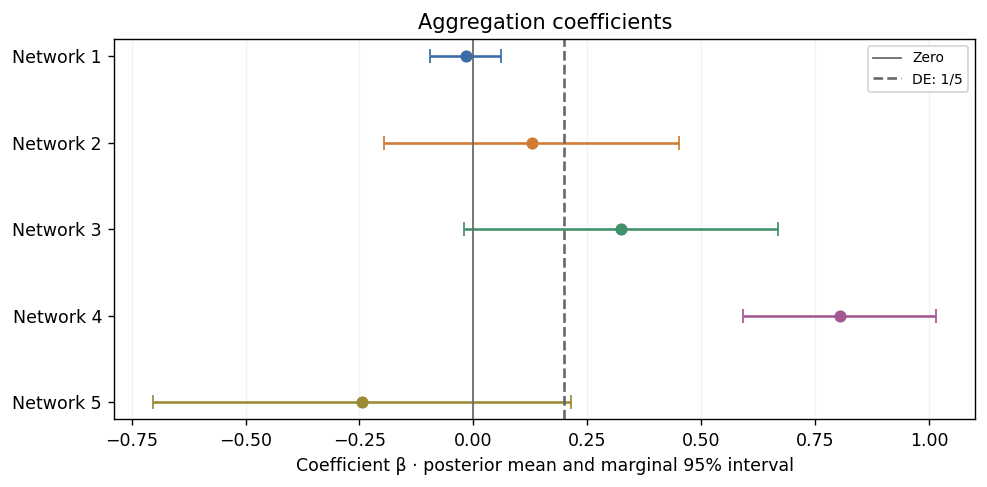 Aggregation coefficients
Zero
DE: 1/5
Network 1
Network 2
Network 3
Network 4
Network 5
−0.75 −0.50 −0.25 0.00 0.25 0.50 0.75 1.00
Coefficient β · posterior mean and marginal 95% interval